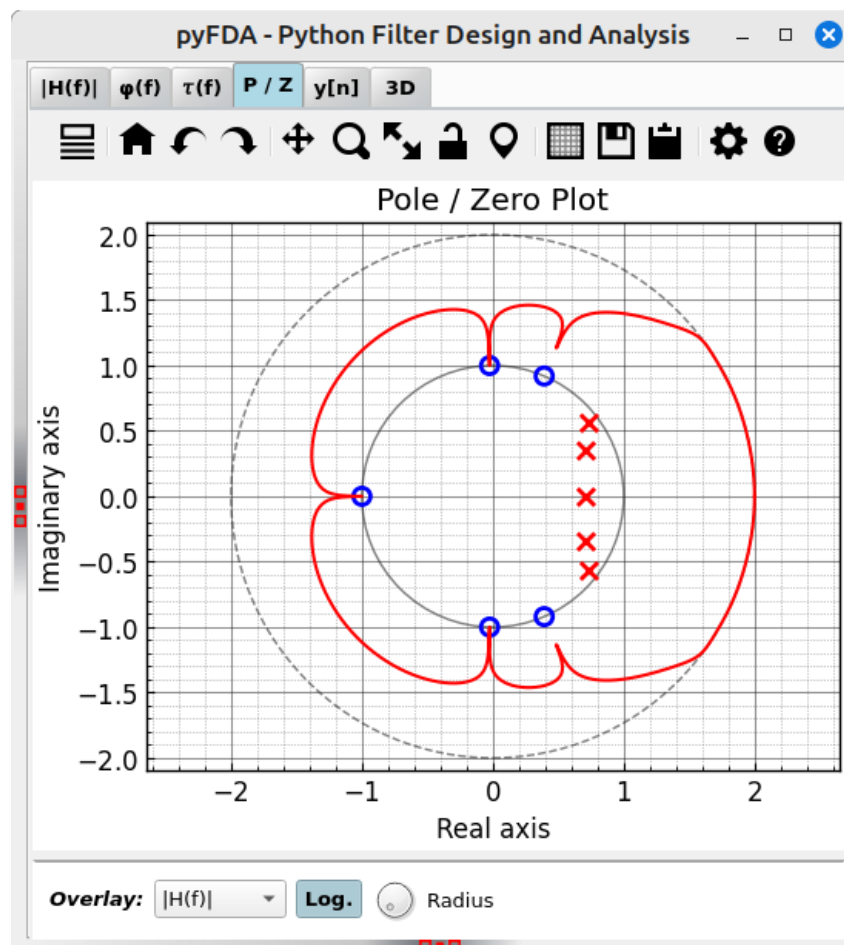 pyFDA - Python Filter Design and Analysis
|H(f)| φ(f) τ(f) P / Z y[n] 3D
Pole / Zero Plot
2.0
1.5
1.0
0.5
0.0
−0.5
−1.0
−1.5
−2.0
Imaginary axis
−2 −1 0 1 2
Real axis
Overlay: |H(f)| Log. Radius